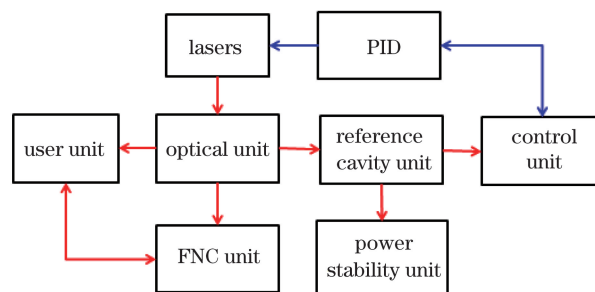 lasers
PID
user unit
optical unit
reference
cavity unit
control
unit
FNC unit
power
stability unit